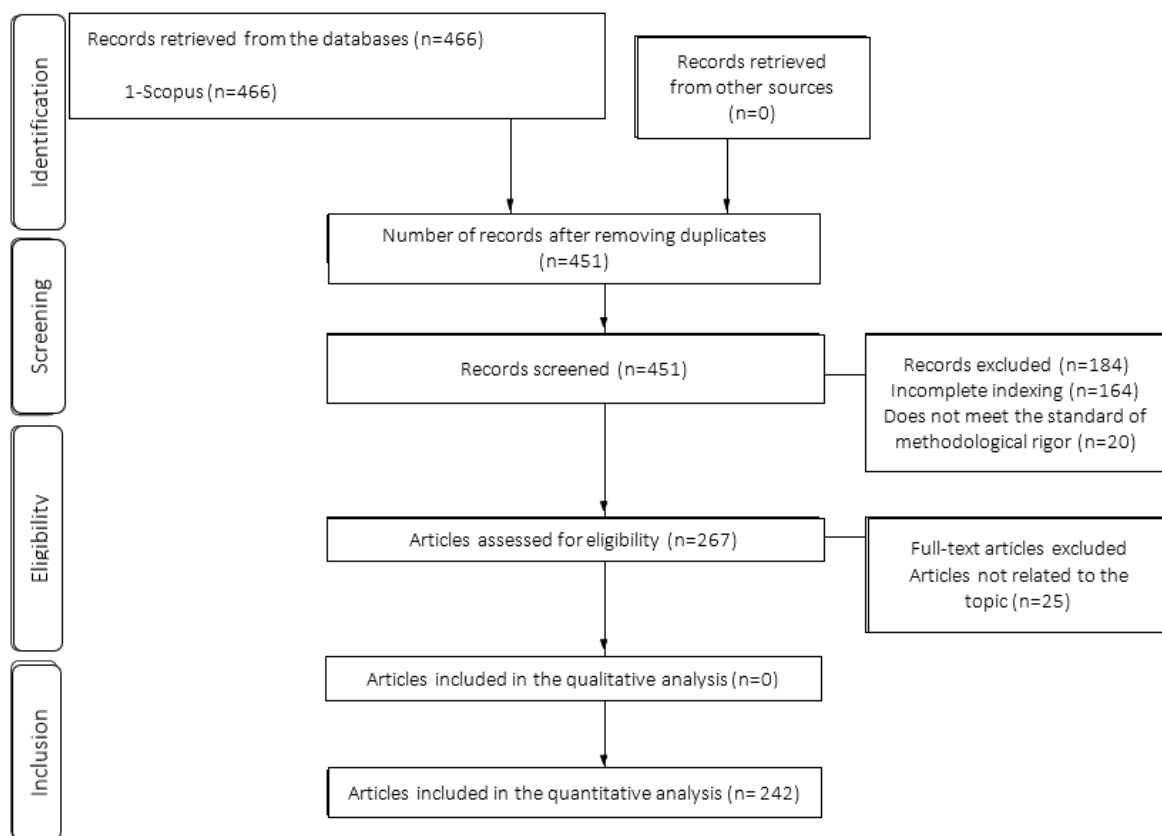 Identification
Records retrieved from the databases (n=466)
1-Scopus (n=466)
Records retrieved
from other sources
(n=0)
Number of records after removing duplicates
(n=451)
Screening
Records screened (n=451)
Records excluded (n=184)
Incomplete indexing (n=164)
Does not meet the standard of
methodological rigor (n=20)
Eligibility
Articles assessed for eligibility (n=267)
Full-text articles excluded
Articles not related to the
topic (n=25)
Inclusion
Articles included in the qualitative analysis (n=0)
Articles included in the quantitative analysis (n= 242)